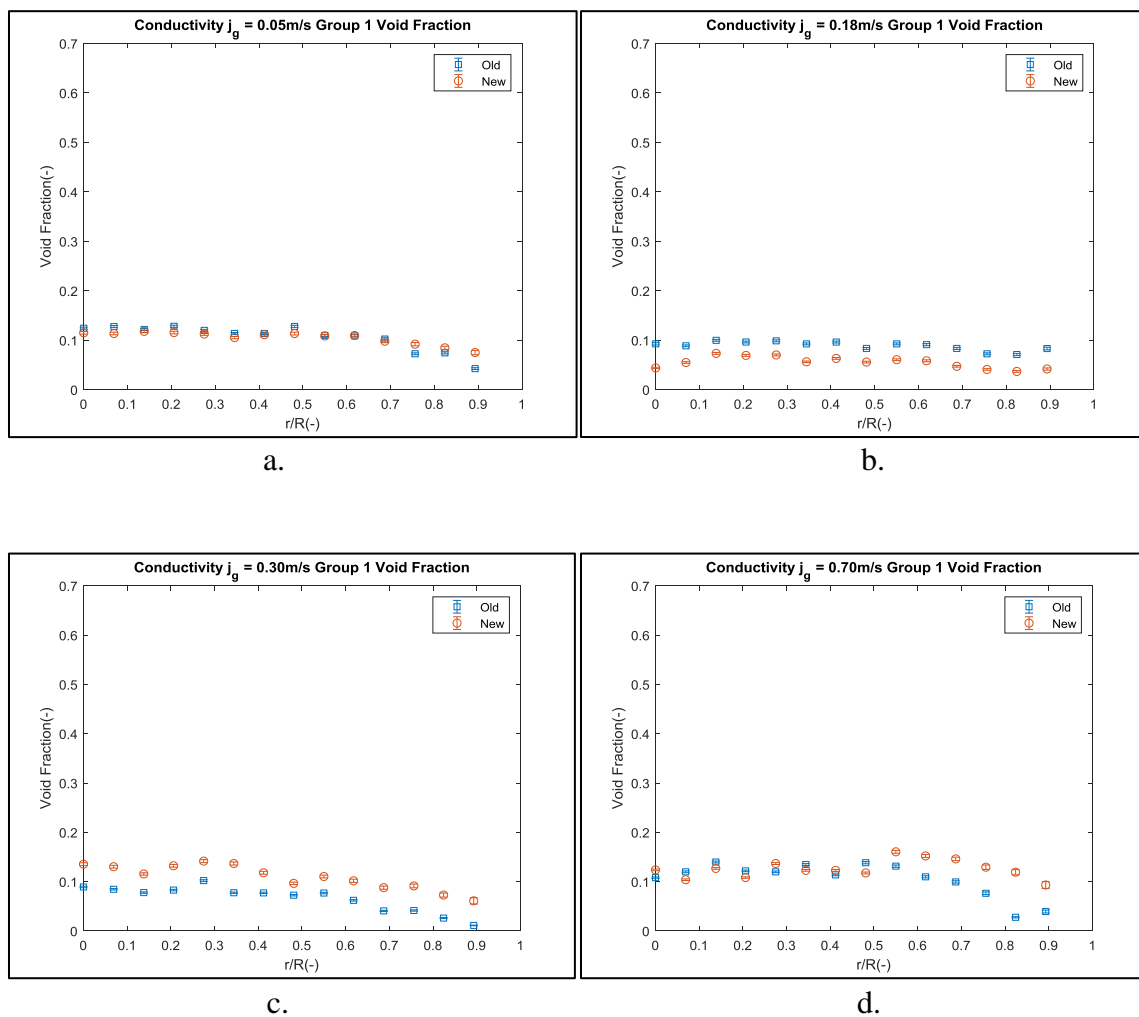 Conductivity j_g = 0.05m/s Group 1 Void Fraction
Old
New
0.7
0.6
0.5
0.4
0.3
0.2
0.1
0
Void Fraction(-)
0 0.1 0.2 0.3 0.4 0.5 0.6 0.7 0.8 0.9 1
r/R(-)
a.
Conductivity j_g = 0.18m/s Group 1 Void Fraction
Old
New
0.7
0.6
0.5
0.4
0.3
0.2
0.1
0
Void Fraction(-)
0 0.1 0.2 0.3 0.4 0.5 0.6 0.7 0.8 0.9 1
r/R(-)
b.
Conductivity j_g = 0.30m/s Group 1 Void Fraction
Old
New
0.7
0.6
0.5
0.4
0.3
0.2
0.1
0
Void Fraction(-)
0 0.1 0.2 0.3 0.4 0.5 0.6 0.7 0.8 0.9 1
r/R(-)
c.
Conductivity j_g = 0.70m/s Group 1 Void Fraction
Old
New
0.7
0.6
0.5
0.4
0.3
0.2
0.1
0
Void Fraction(-)
0 0.1 0.2 0.3 0.4 0.5 0.6 0.7 0.8 0.9 1
r/R(-)
d.